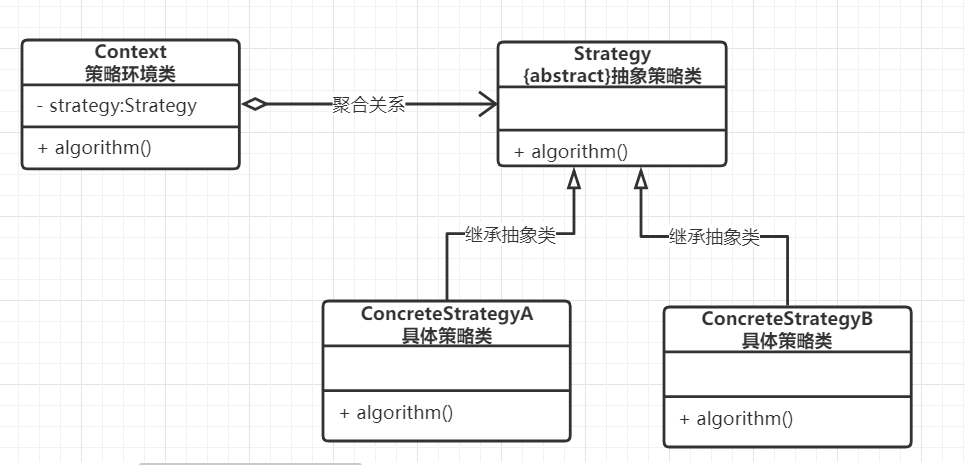 Context
策略环境类
- strategy:Strategy
+ algorithm()
聚合关系
Strategy
{abstract}抽象策略类
+ algorithm()
继承抽象类
继承抽象类
ConcreteStrategyA
具体策略类
+ algorithm()
ConcreteStrategyB
具体策略类
+ algorithm()